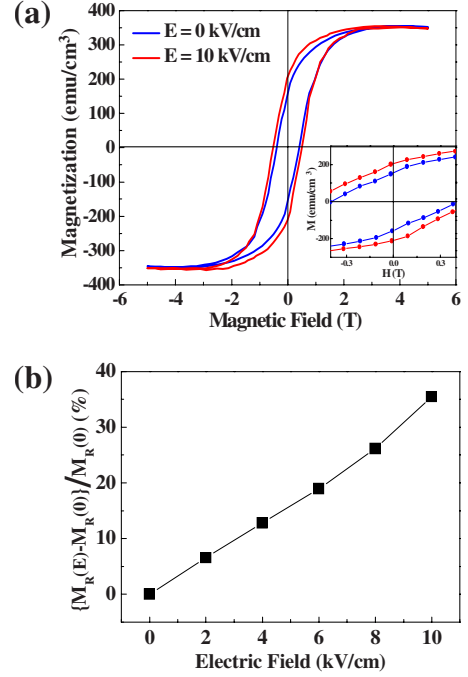 (a)
E = 0 kV/cm
E = 10 kV/cm
Magnetization (emu/cm³)
400
300
200
100
0
-100
-200
-300
-400
-6 -4 -2 0 2 4 6
Magnetic Field (T)
M (emu/cm³)
200
0
-200
-0.3 0.0 0.3
H (T)
(b)
{M_R(E)-M_R(0)}/M_R(0) (%)
40
30
20
10
0
0 2 4 6 8 10
Electric Field (kV/cm)